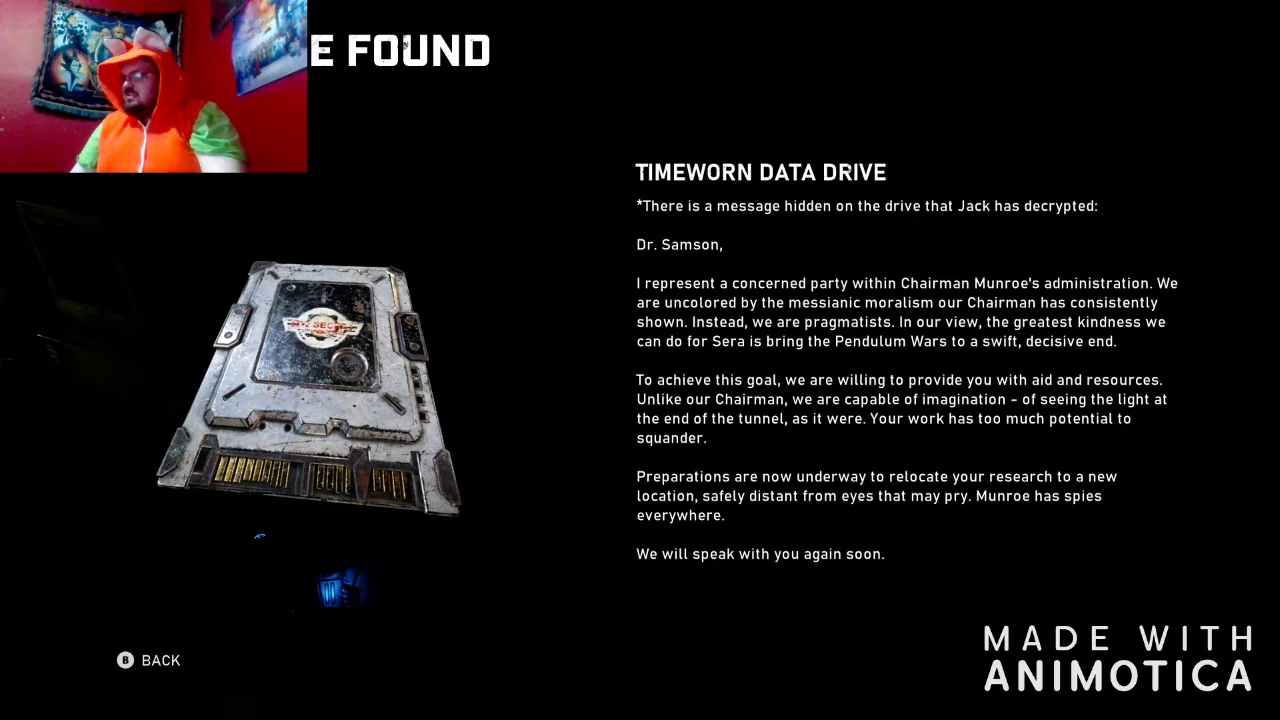 E FOUND
TIMEWORN DATA DRIVE
*There is a message hidden on the drive that Jack has decrypted:
Dr. Samson,
I represent a concerned party within Chairman Munroe's administration. We
are uncolored by the messianic moralism our Chairman has consistently
shown. Instead, we are pragmatists. In our view, the greatest kindness we
can do for Sera is bring the Pendulum Wars to a swift, decisive end.
To achieve this goal, we are willing to provide you with aid and resources.
Unlike our Chairman, we are capable of imagination - of seeing the light at
the end of the tunnel, as it were. Your work has too much potential to
squander.
Preparations are now underway to relocate your research to a new
location, safely distant from eyes that may pry. Munroe has spies
everywhere.
We will speak with you again soon.
B BACK
MADE WITH
ANIMOTICA